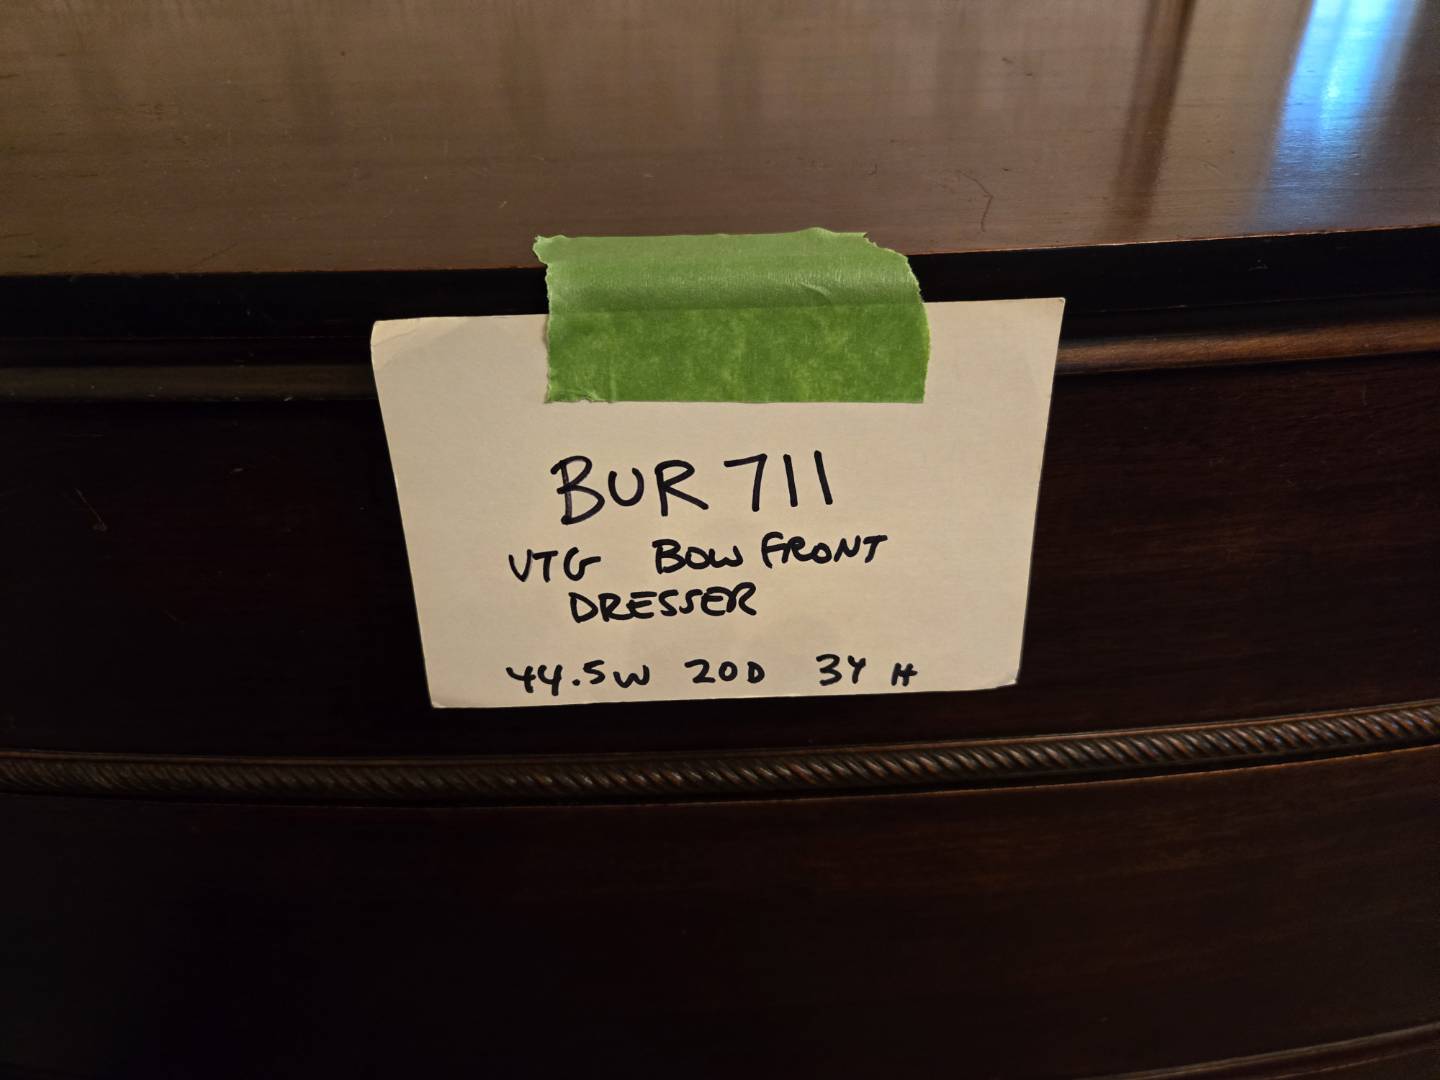 BUR 711
VTG BOW FRONT
DRESSER
44.5W 20D 34 H